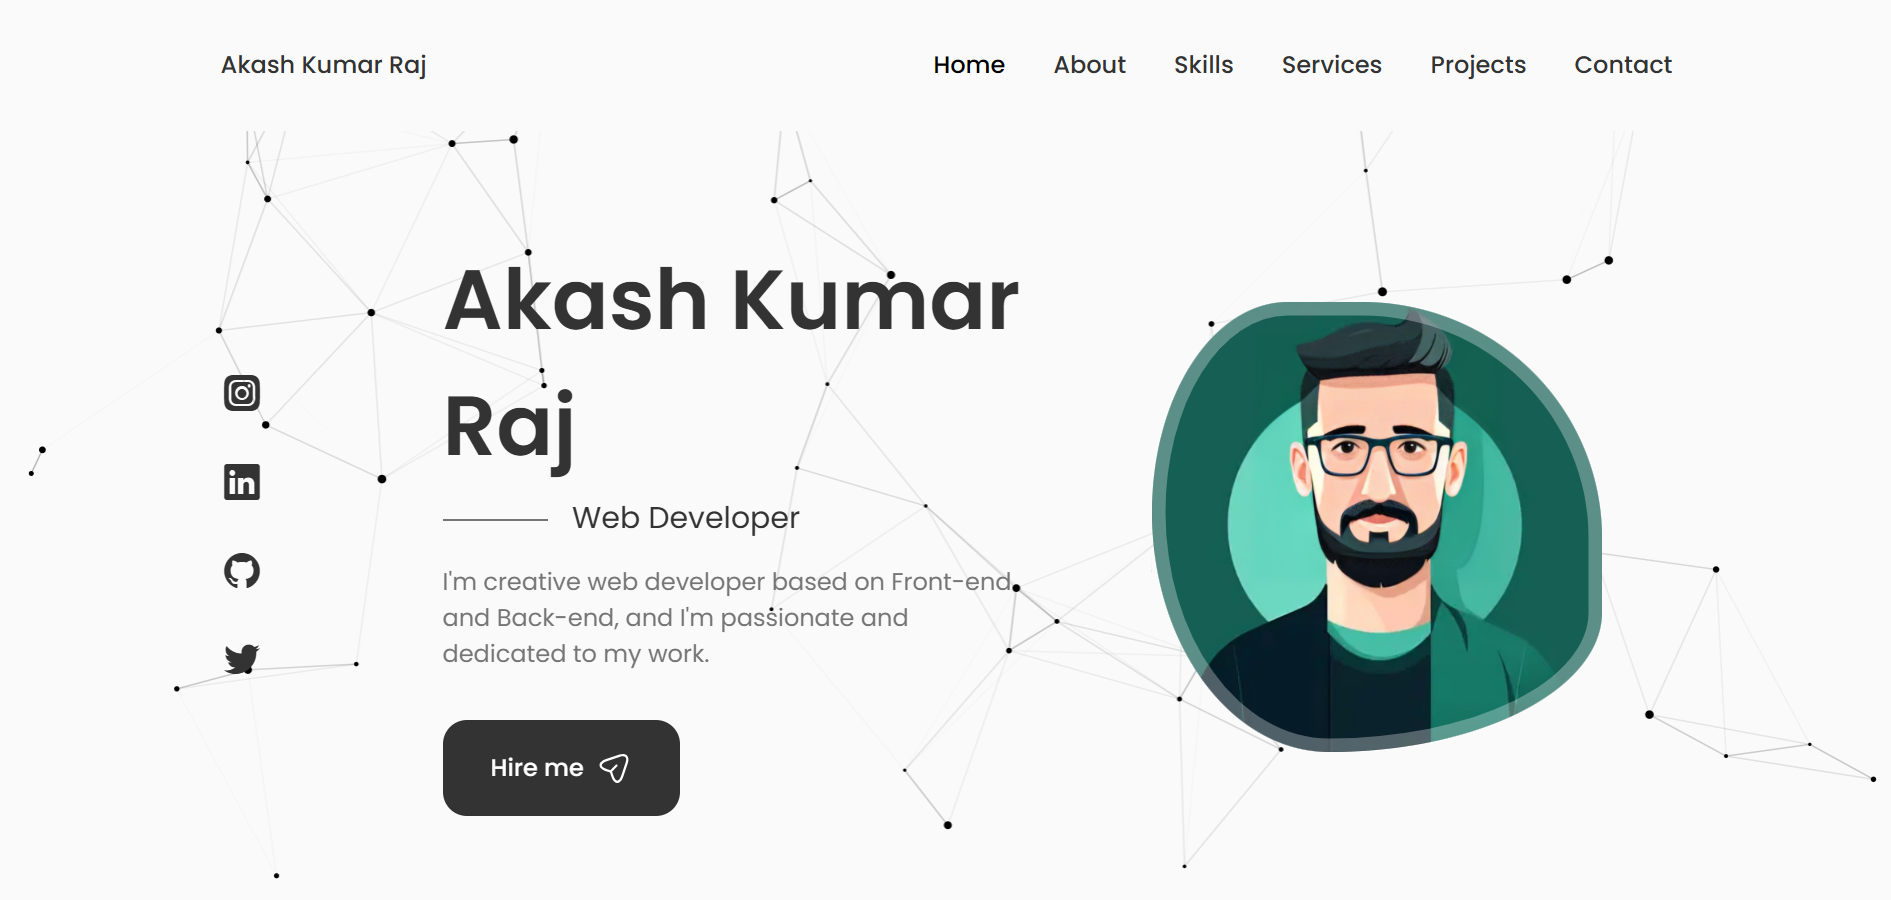 Akash Kumar Raj
Home About Skills Services Projects Contact
Akash Kumar
Raj
Web Developer
I'm creative web developer based on Front-end,
and Back-end, and I'm passionate and
dedicated to my work.
Hire me